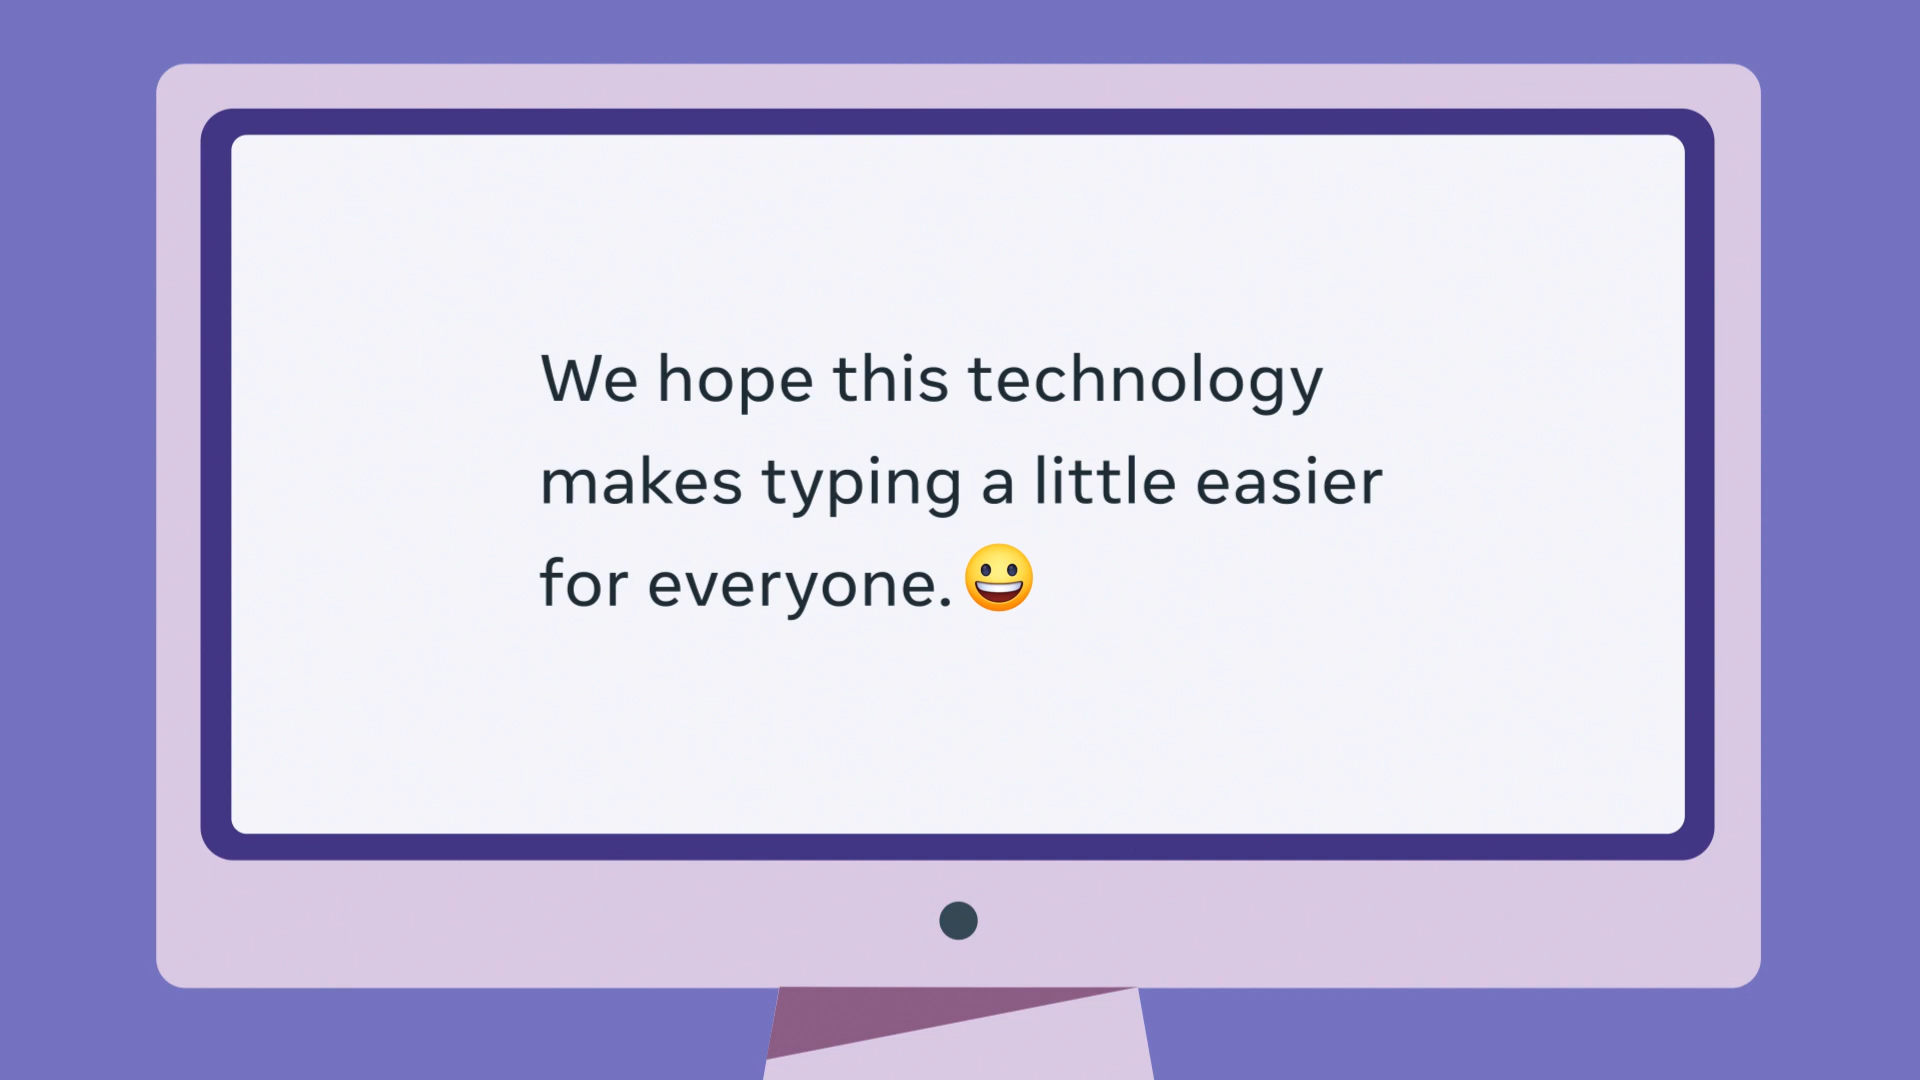 We hope this technology
makes typing a little easier
for everyone.😀